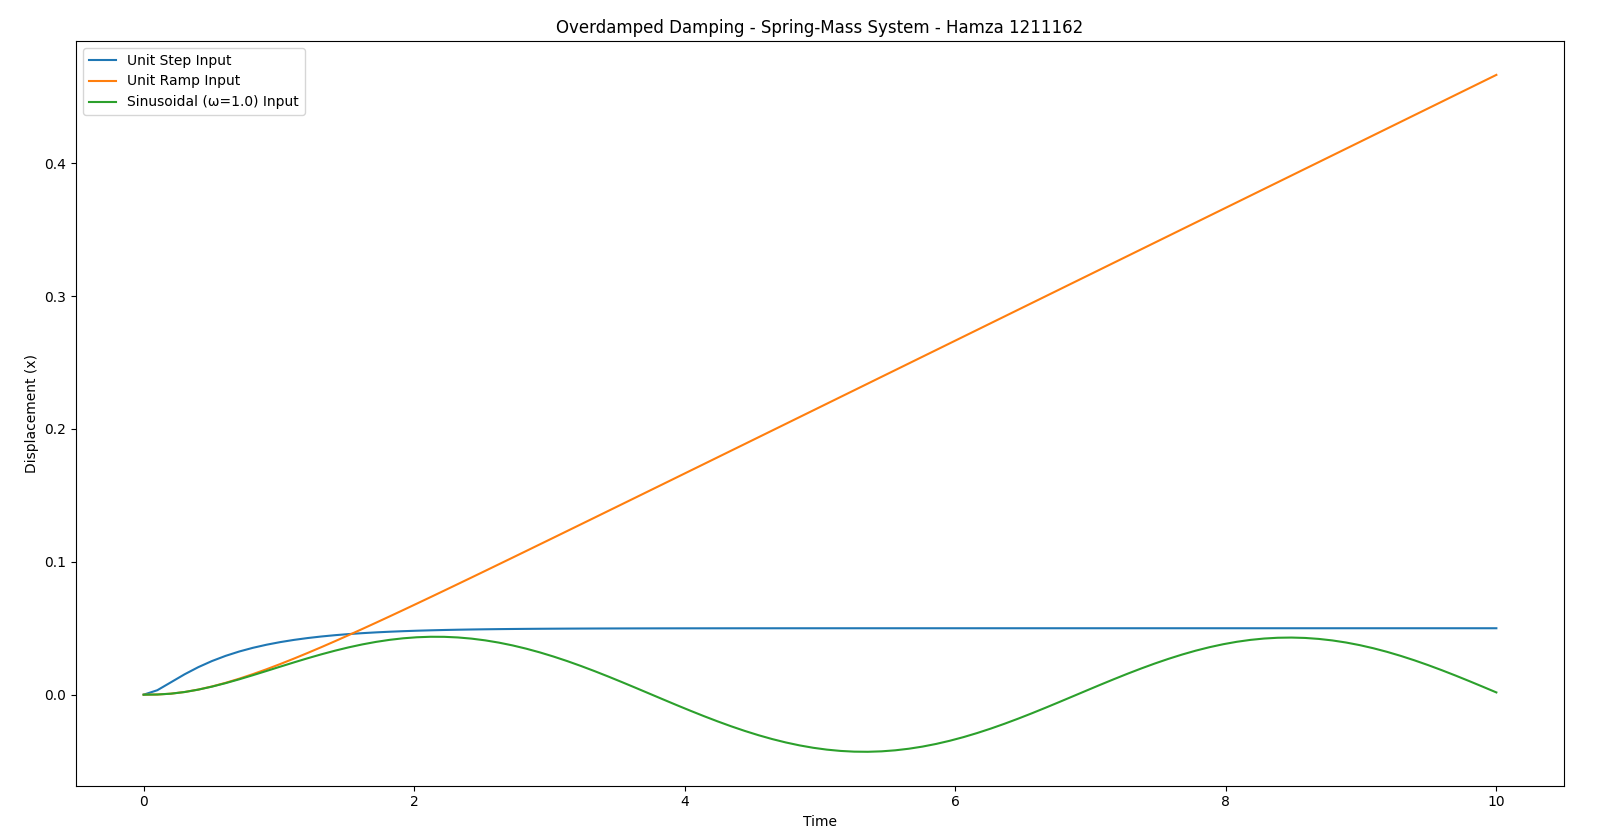 Overdamped Damping - Spring-Mass System - Hamza 1211162
Unit Step Input
Unit Ramp Input
Sinusoidal (ω=1.0) Input
Displacement (x)
0.4
0.3
0.2
0.1
0.0
0 2 4 6 8 10
Time